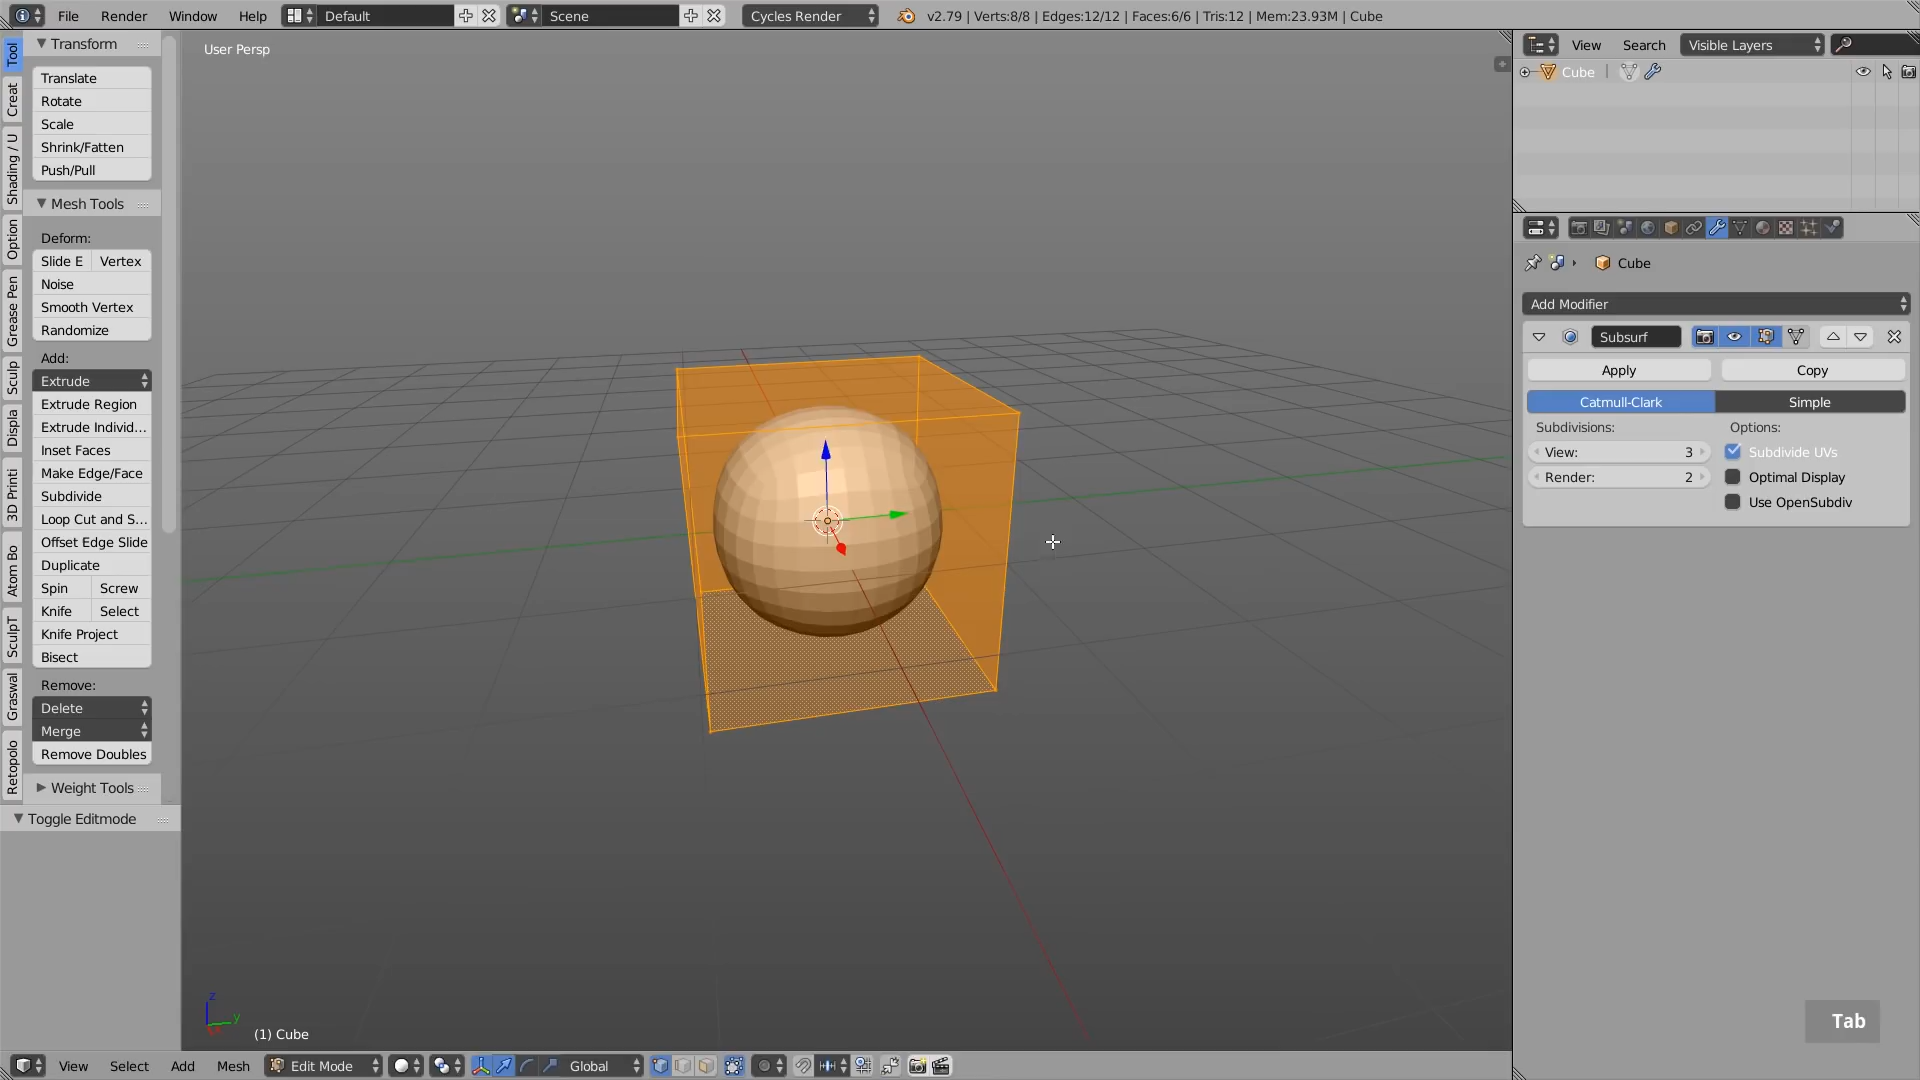 File Render Window Help Default Scene Cycles Render v2.79 | Verts:8/8 | Edges:12/12 | Faces:6/6 | Tris:12 | Mem:23.93M | Cube
Tool
Creat
Shading / U
Option
Grease Pen
Sculp
Displa
3D Printi
Atom Bo
SculpT
Graswal
Retopolo
Transform
Translate
Rotate
Scale
Shrink/Fatten
Push/Pull
Mesh Tools
Deform:
Slide E Vertex
Noise
Smooth Vertex
Randomize
Add:
Extrude
Extrude Region
Extrude Individ...
Inset Faces
Make Edge/Face
Subdivide
Loop Cut and S...
Offset Edge Slide
Duplicate
Spin Screw
Knife Select
Knife Project
Bisect
Remove:
Delete
Merge
Remove Doubles
Weight Tools
Toggle Editmode
User Persp
z
y
(1) Cube
View Select Add Mesh Edit Mode Global
View Search Visible Layers
Cube
Cube
Add Modifier
Subsurf
Apply Copy
Catmull-Clark Simple
Subdivisions: Options:
View: 3 Subdivide UVs
Render: 2 Optimal Display
Use OpenSubdiv
Tab